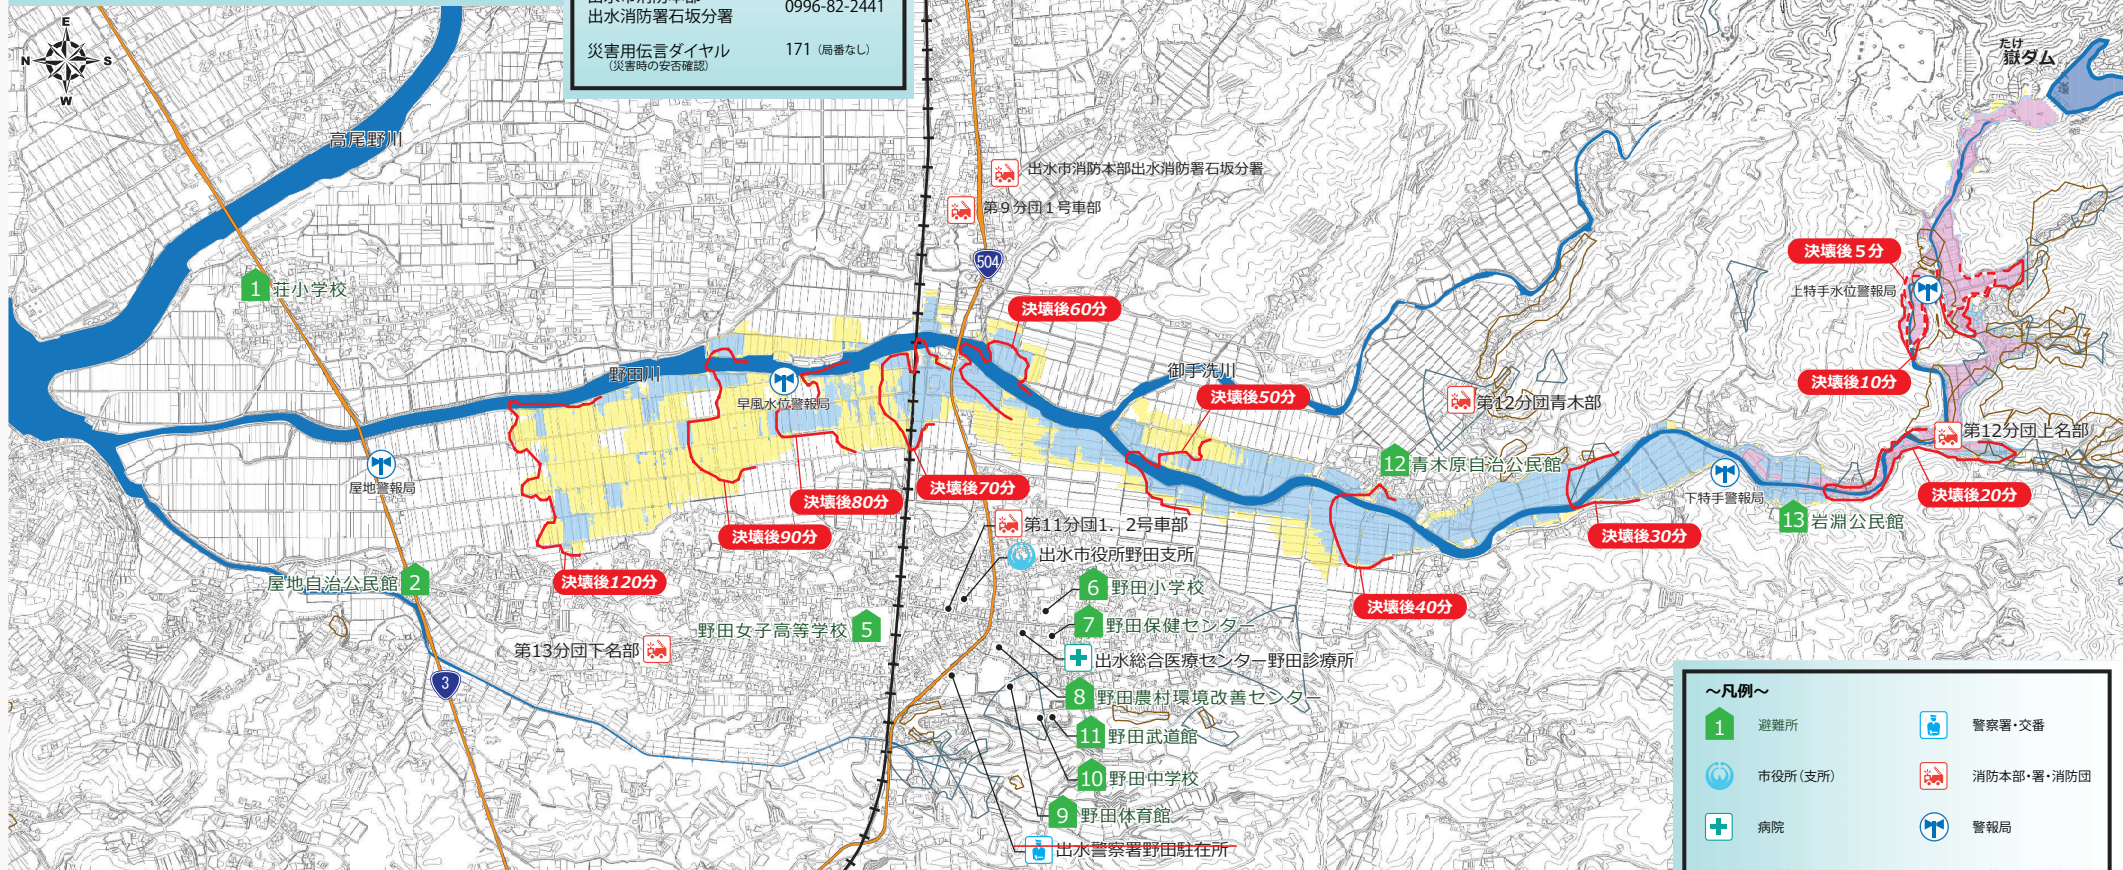 出水消防署石坂分署
0996-82-2441
災害用伝言ダイヤル
171（局番なし）
（災害時の安否確認）
E
N
S
W
高尾野川
たけ
嶽ダム
出水市消防本部出水消防署石坂分署
第９分団１号車部
504
決壊後５分
上特手水位警報局
1 荘小学校
決壊後60分
野田川
早風水位警報局
御手洗川
決壊後50分
決壊後10分
第12分団青木部
第12分団上名部
屋地警報局
12 青木原自治公民館
下特手警報局
決壊後20分
決壊後70分
決壊後80分
13 岩淵公民館
決壊後90分
第11分団1．2号車部
決壊後30分
出水市役所野田支所
屋地自治公民館 2
決壊後120分
6 野田小学校
決壊後40分
野田女子高等学校 5
7 野田保健センター
第13分団下名部
出水総合医療センター野田診療所
3
8 野田農村環境改善センター
11 野田武道館
10 野田中学校
9 野田体育館
出水警察署野田駐在所
～凡例～
1 避難所
警察署・交番
市役所（支所）
消防本部・署・消防団
病院
警報局